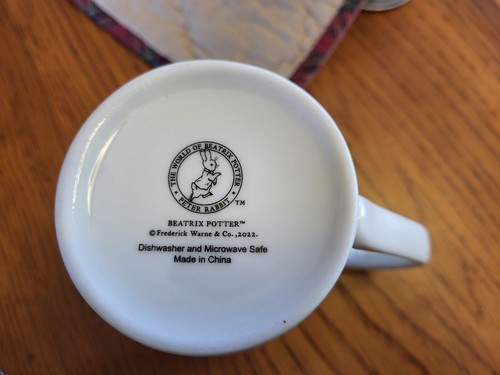 • THE WORLD OF BEATRIX POTTER •
PETER RABBIT
TM
BEATRIX POTTER™
©Frederick Warne & Co.,2022.
Dishwasher and Microwave Safe
Made in China